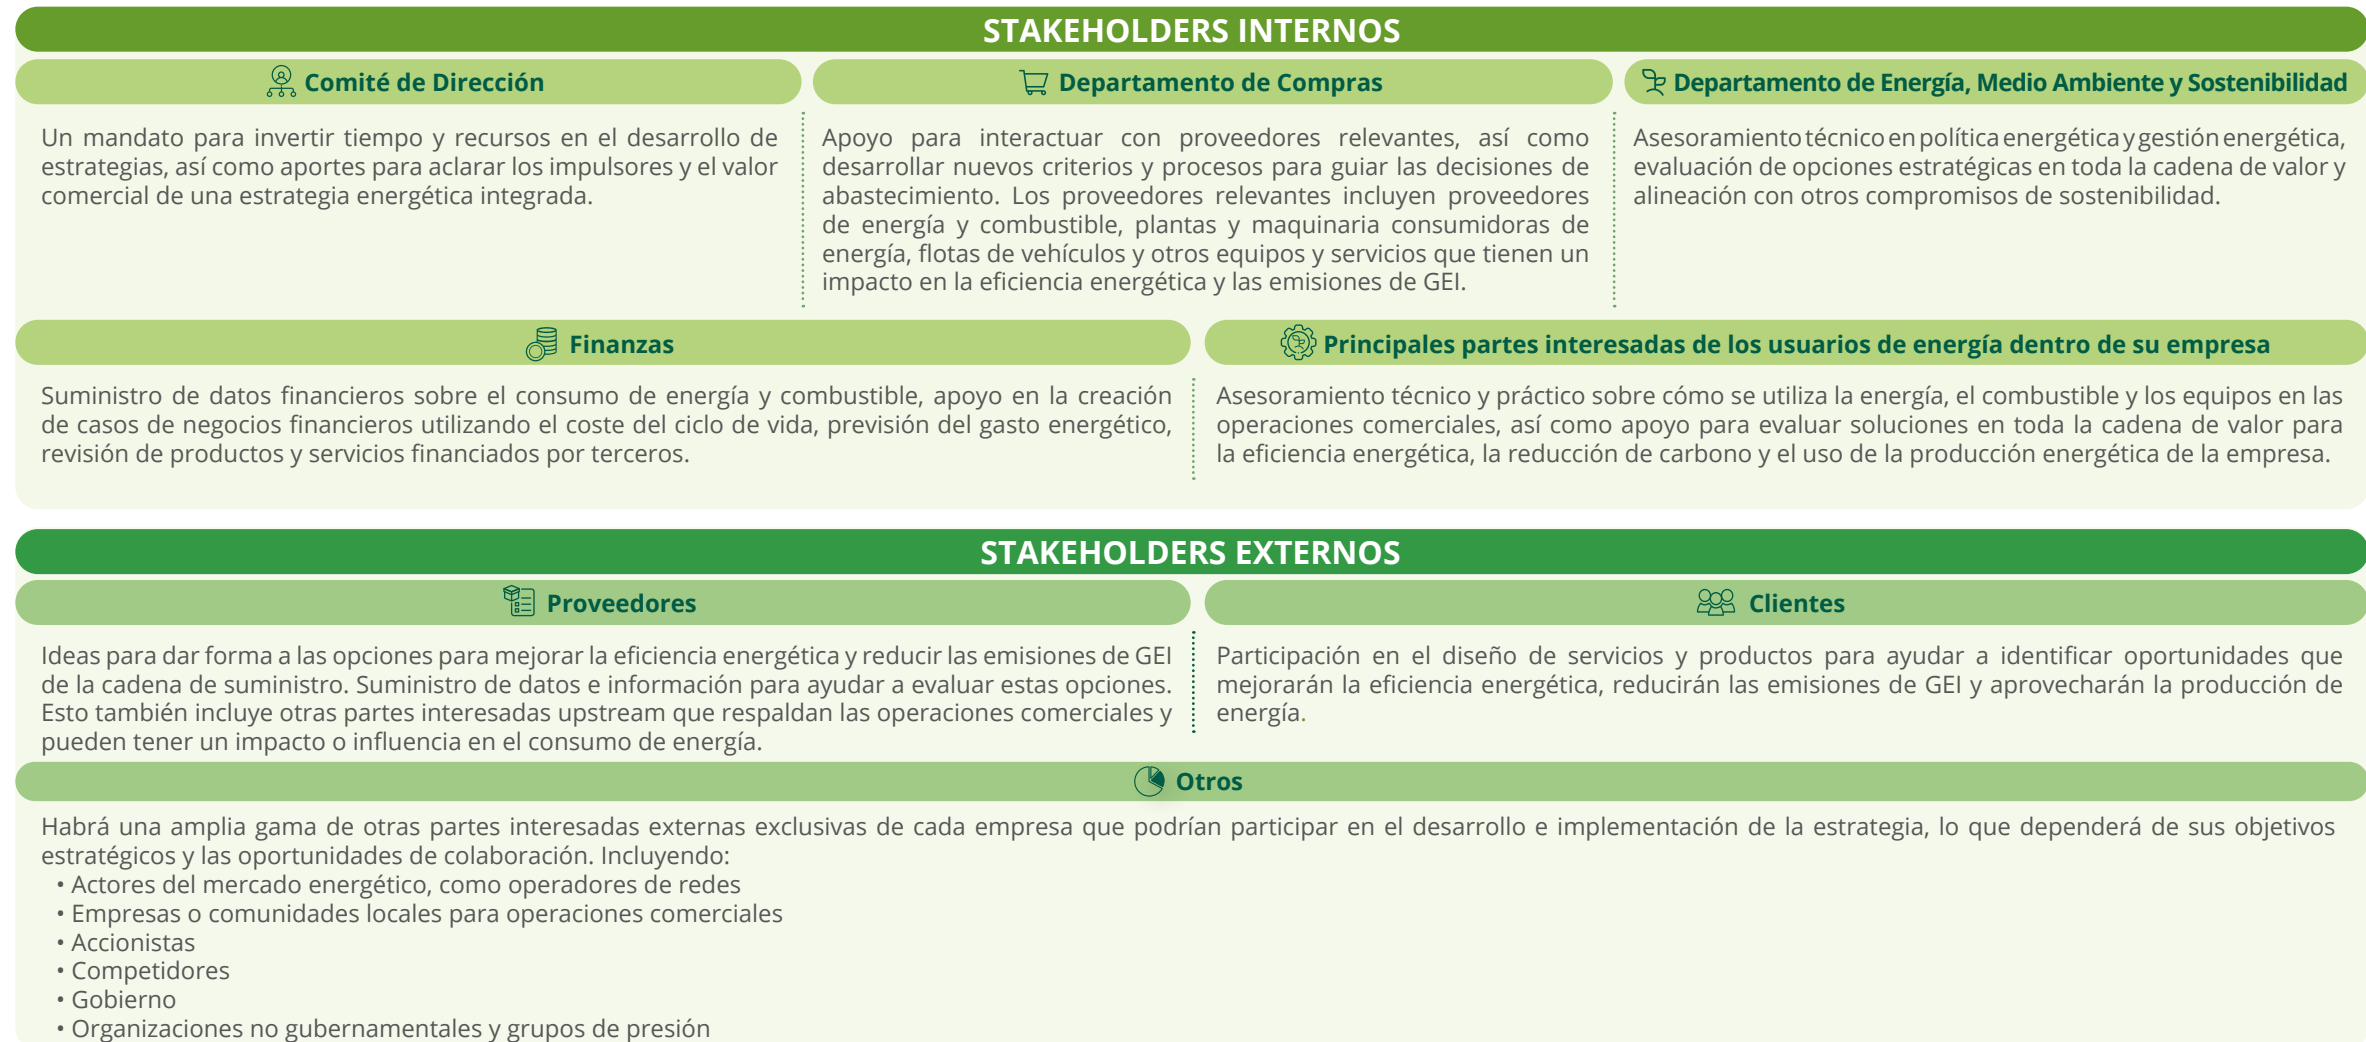 STAKEHOLDERS INTERNOS
Comité de Dirección
Un mandato para invertir tiempo y recursos en el desarrollo de
estrategias, así como aportes para aclarar los impulsores y el valor
comercial de una estrategia energética integrada.
Departamento de Compras
Apoyo para interactuar con proveedores relevantes, así como
desarrollar nuevos criterios y procesos para guiar las decisiones de
abastecimiento. Los proveedores relevantes incluyen proveedores
de energía y combustible, plantas y maquinaria consumidoras de
energía, flotas de vehículos y otros equipos y servicios que tienen un
impacto en la eficiencia energética y las emisiones de GEI.
Departamento de Energía, Medio Ambiente y Sostenibilidad
Asesoramiento técnico en política energética y gestión energética,
evaluación de opciones estratégicas en toda la cadena de valor y
alineación con otros compromisos de sostenibilidad.
Finanzas
Suministro de datos financieros sobre el consumo de energía y combustible, apoyo en la creación
de casos de negocios financieros utilizando el coste del ciclo de vida, previsión del gasto energético,
revisión de productos y servicios financiados por terceros.
Principales partes interesadas de los usuarios de energía dentro de su empresa
Asesoramiento técnico y práctico sobre cómo se utiliza la energía, el combustible y los equipos en las
operaciones comerciales, así como apoyo para evaluar soluciones en toda la cadena de valor para
la eficiencia energética, la reducción de carbono y el uso de la producción energética de la empresa.
STAKEHOLDERS EXTERNOS
Proveedores
Ideas para dar forma a las opciones para mejorar la eficiencia energética y reducir las emisiones de GEI
de la cadena de suministro. Suministro de datos e información para ayudar a evaluar estas opciones.
Esto también incluye otras partes interesadas upstream que respaldan las operaciones comerciales y
pueden tener un impacto o influencia en el consumo de energía.
Clientes
Participación en el diseño de servicios y productos para ayudar a identificar oportunidades que
mejorarán la eficiencia energética, reducirán las emisiones de GEI y aprovecharán la producción de
energía.
Otros
Habrá una amplia gama de otras partes interesadas externas exclusivas de cada empresa que podrían participar en el desarrollo e implementación de la estrategia, lo que dependerá de sus objetivos
estratégicos y las oportunidades de colaboración. Incluyendo:
• Actores del mercado energético, como operadores de redes
• Empresas o comunidades locales para operaciones comerciales
• Accionistas
• Competidores
• Gobierno
• Organizaciones no gubernamentales y grupos de presión